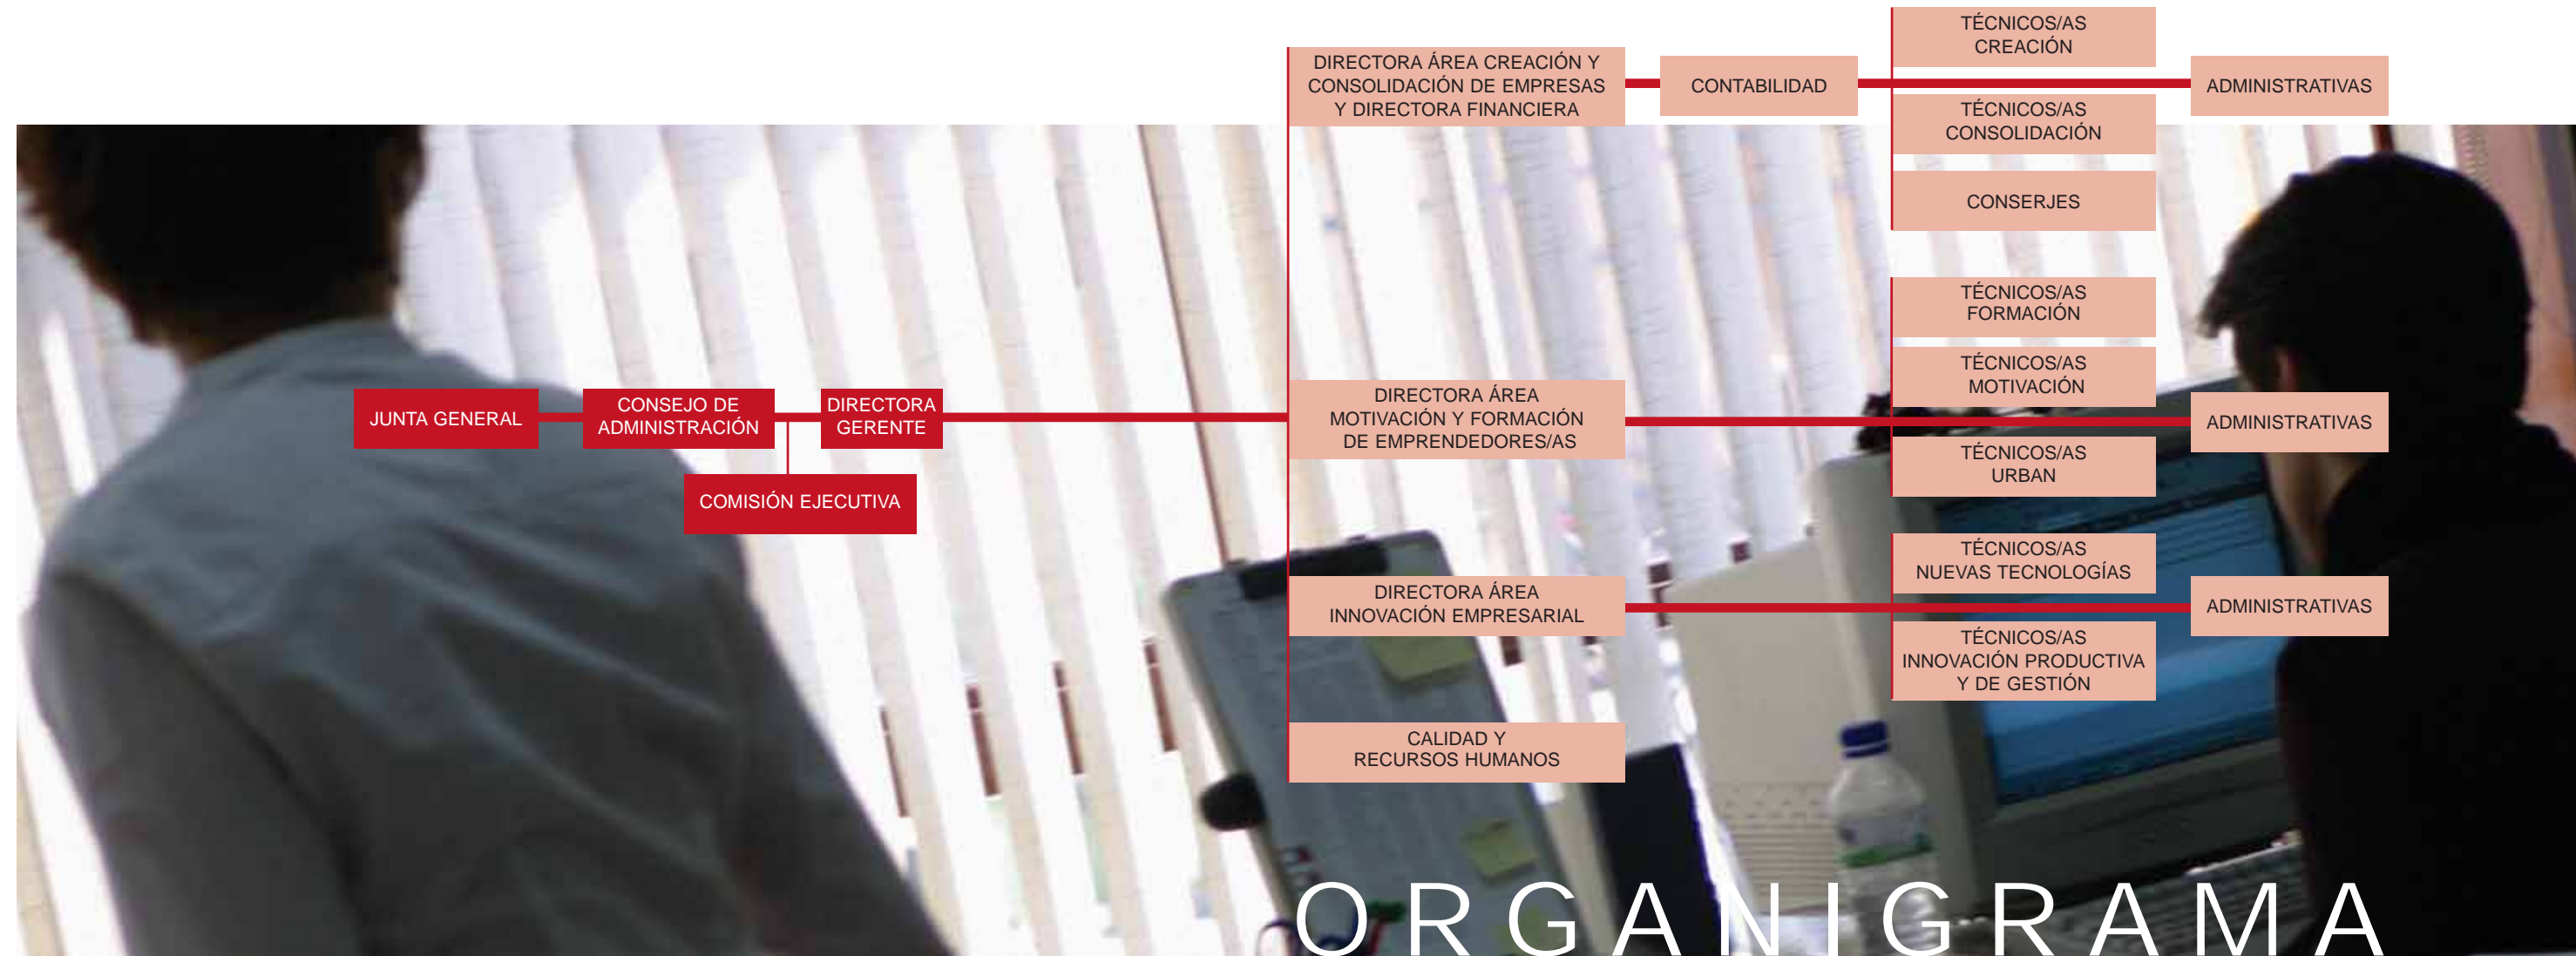 JUNTA GENERAL
CONSEJO DE
ADMINISTRACIÓN
DIRECTORA
GERENTE
COMISIÓN EJECUTIVA
DIRECTORA ÁREA CREACIÓN Y
CONSOLIDACIÓN DE EMPRESAS
Y DIRECTORA FINANCIERA
CONTABILIDAD
TÉCNICOS/AS
CREACIÓN
TÉCNICOS/AS
CONSOLIDACIÓN
CONSERJES
ADMINISTRATIVAS
DIRECTORA ÁREA
MOTIVACIÓN Y FORMACIÓN
DE EMPRENDEDORES/AS
TÉCNICOS/AS
FORMACIÓN
TÉCNICOS/AS
MOTIVACIÓN
TÉCNICOS/AS
URBAN
ADMINISTRATIVAS
DIRECTORA ÁREA
INNOVACIÓN EMPRESARIAL
TÉCNICOS/AS
NUEVAS TECNOLOGÍAS
TÉCNICOS/AS
INNOVACIÓN PRODUCTIVA
Y DE GESTIÓN
ADMINISTRATIVAS
CALIDAD Y
RECURSOS HUMANOS
ORGANIGRAMA